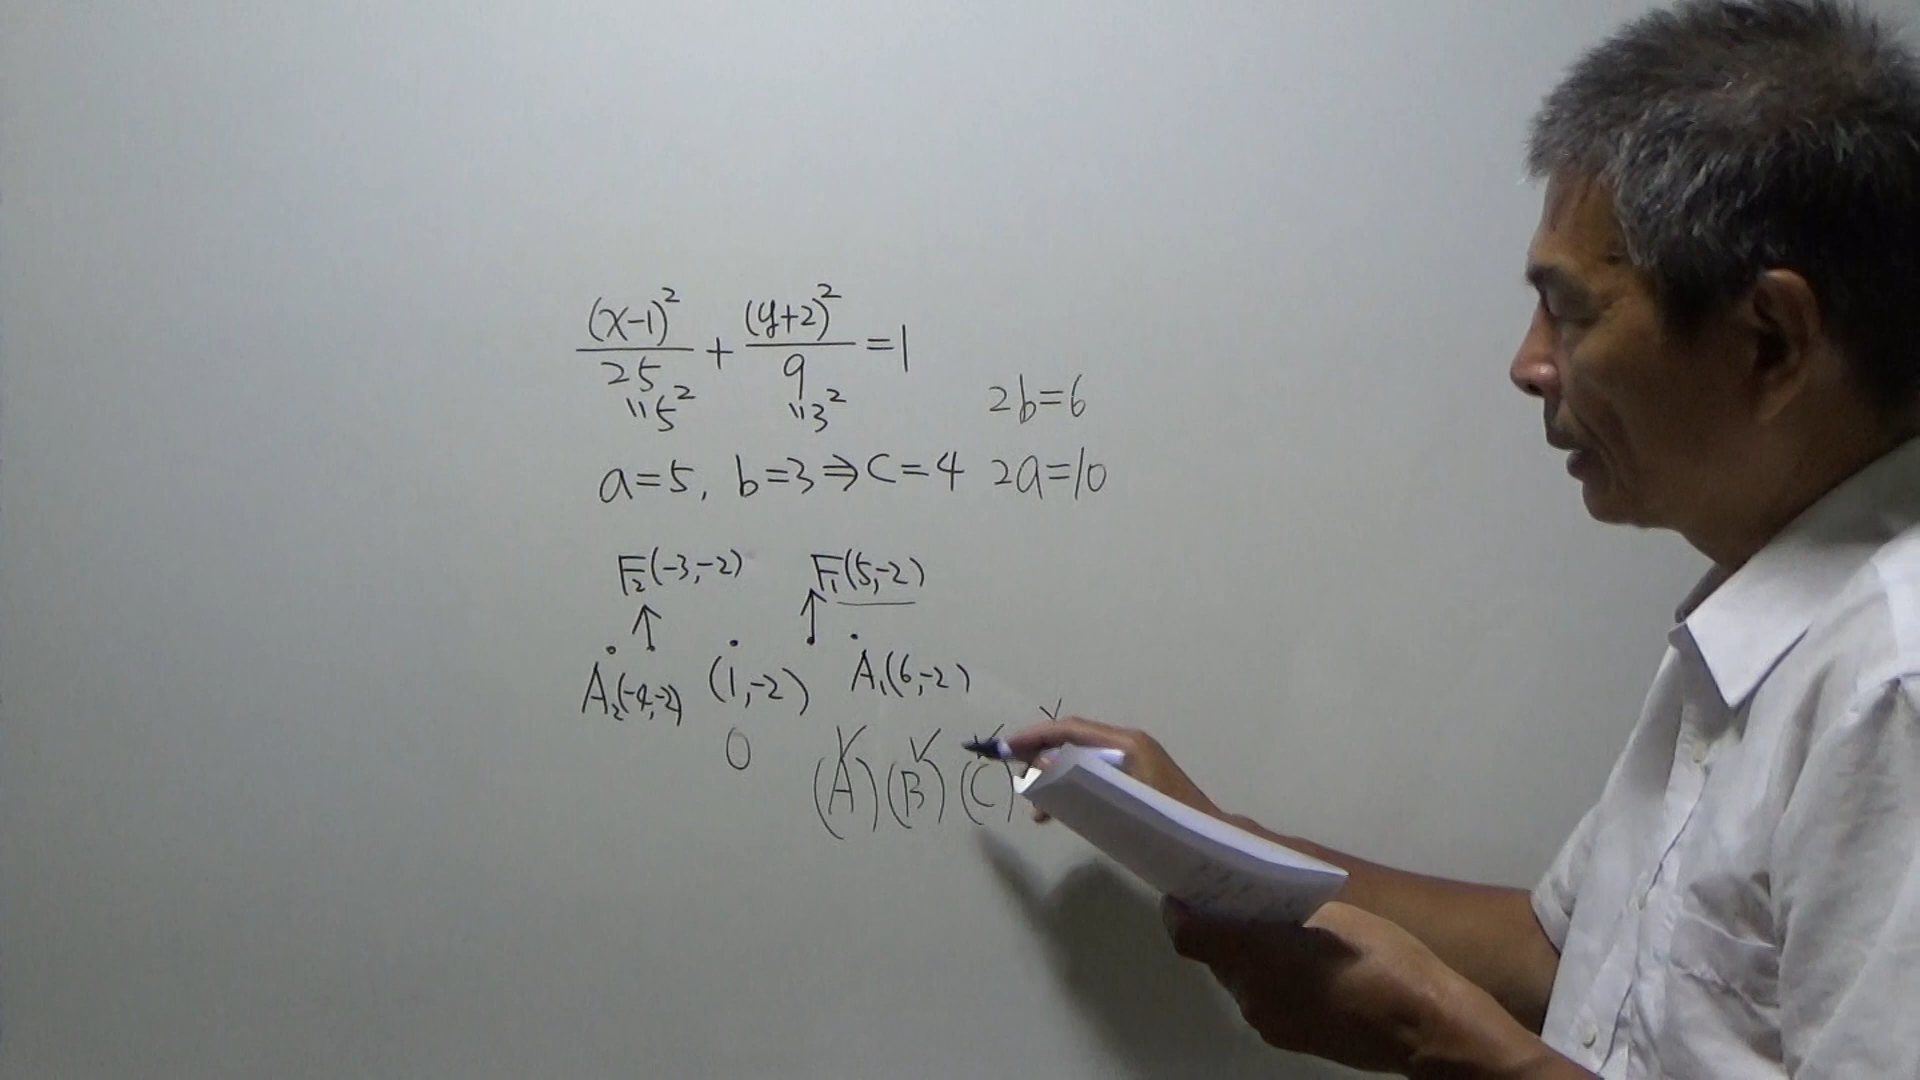 (x-1)²/25 + (y+2)²/9 = 1
"5² "3²
2b=6
a=5, b=3⇒c=4 2a=10
F₂(-3,-2) F₁(5,-2)
↑ ↑
A₂(-4,-2) (1,-2) A₁(6,-2)
0
✓ ✓ ✓ ✓
(A)(B)(C)